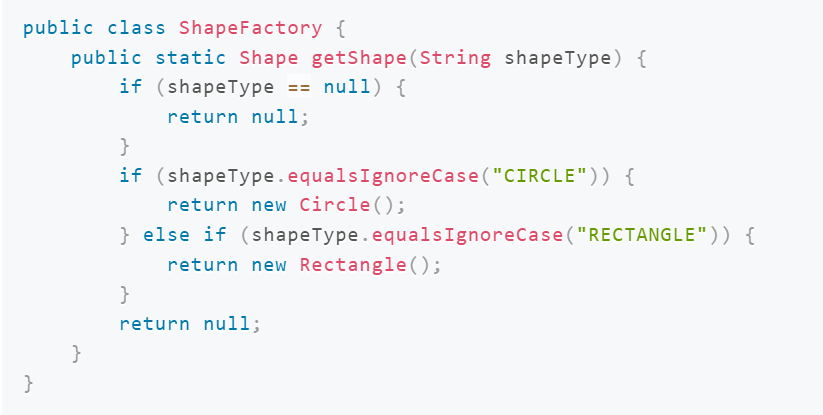 public class ShapeFactory {
    public static Shape getShape(String shapeType) {
        if (shapeType == null) {
            return null;
        }
        if (shapeType.equalsIgnoreCase("CIRCLE")) {
            return new Circle();
        } else if (shapeType.equalsIgnoreCase("RECTANGLE")) {
            return new Rectangle();
        }
        return null;
    }
}